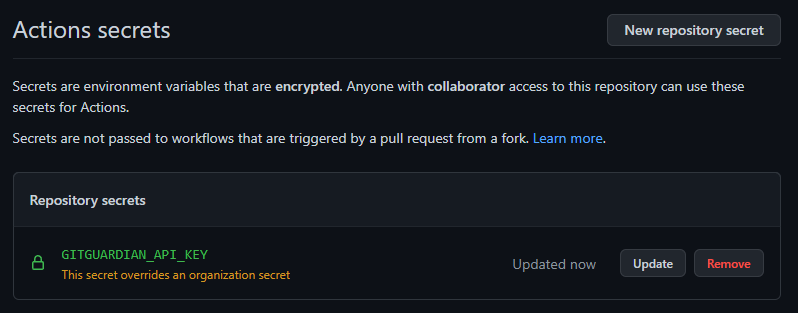 Actions secrets
New repository secret
Secrets are environment variables that are encrypted. Anyone with collaborator access to this repository can use these
secrets for Actions.
Secrets are not passed to workflows that are triggered by a pull request from a fork. Learn more.
Repository secrets
GITGUARDIAN_API_KEY
This secret overrides an organization secret
Updated now
Update
Remove